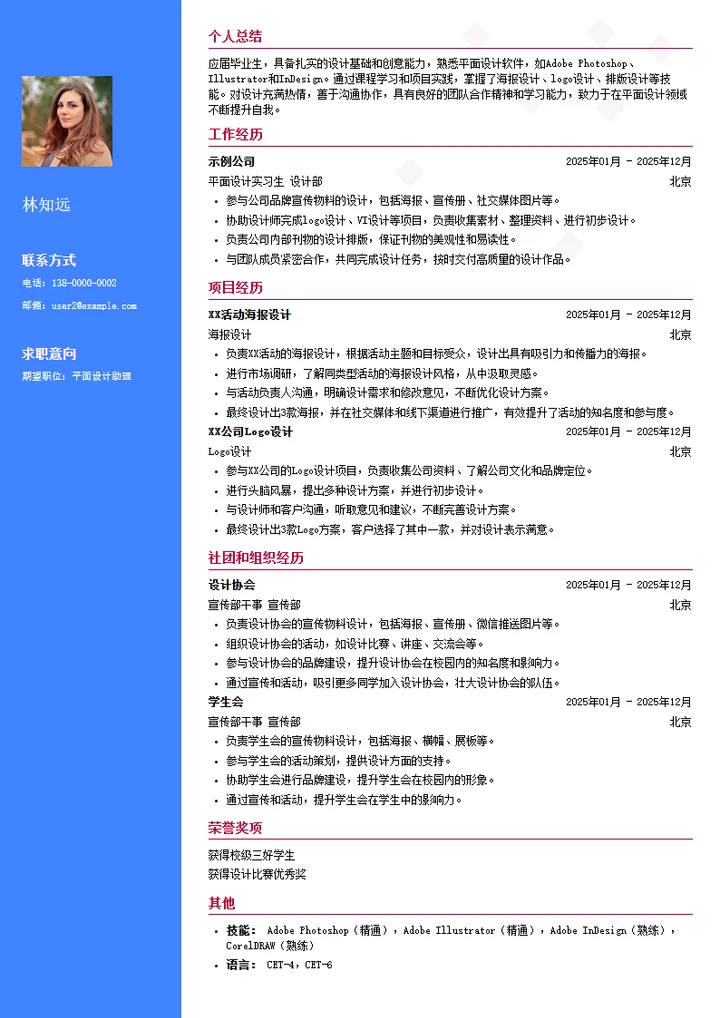 林知远
联系方式
电话：138-0000-0002
邮箱：user2@example.com
求职意向
期望职位：平面设计助理
个人总结
应届毕业生，具备扎实的设计基础和创意能力，熟悉平面设计软件，如Adobe Photoshop、
Illustrator和InDesign。通过课程学习和项目实践，掌握了海报设计、logo设计、排版设计等技
能。对设计充满热情，善于沟通协作，具有良好的团队合作精神和学习能力，致力于在平面设计领域
不断提升自我。
工作经历
示例公司 2025年01月 - 2025年12月
平面设计实习生 设计部 北京
• 参与公司品牌宣传物料的设计，包括海报、宣传册、社交媒体图片等。
• 协助设计师完成logo设计、VI设计等项目，负责收集素材、整理资料、进行初步设计。
• 负责公司内部刊物的设计排版，保证刊物的美观性和易读性。
• 与团队成员紧密合作，共同完成设计任务，按时交付高质量的设计作品。
项目经历
XX活动海报设计 2025年01月 - 2025年12月
海报设计 北京
• 负责XX活动的海报设计，根据活动主题和目标受众，设计出具有吸引力和传播力的海报。
• 进行市场调研，了解同类型活动的海报设计风格，从中汲取灵感。
• 与活动负责人沟通，明确设计需求和修改意见，不断优化设计方案。
• 最终设计出3款海报，并在社交媒体和线下渠道进行推广，有效提升了活动的知名度和参与度。
XX公司Logo设计 2025年01月 - 2025年12月
Logo设计 北京
• 参与XX公司的Logo设计项目，负责收集公司资料、了解公司文化和品牌定位。
• 进行头脑风暴，提出多种设计方案，并进行初步设计。
• 与设计师和客户沟通，听取意见和建议，不断完善设计方案。
• 最终设计出3款Logo方案，客户选择了其中一款，并对设计表示满意。
社团和组织经历
设计协会 2025年01月 - 2025年12月
宣传部干事 宣传部 北京
• 负责设计协会的宣传物料设计，包括海报、宣传册、微信推送图片等。
• 组织设计协会的活动，如设计比赛、讲座、交流会等。
• 参与设计协会的品牌建设，提升设计协会在校园内的知名度和影响力。
• 通过宣传和活动，吸引更多同学加入设计协会，壮大设计协会的队伍。
学生会 2025年01月 - 2025年12月
宣传部干事 宣传部 北京
• 负责学生会的宣传物料设计，包括海报、横幅、展板等。
• 参与学生会的活动策划，提供设计方面的支持。
• 协助学生会进行品牌建设，提升学生会在校园内的形象。
• 通过宣传和活动，提升学生会在学生中的影响力。
荣誉奖项
获得校级三好学生
获得设计比赛优秀奖
其他
• 技能： Adobe Photoshop（精通），Adobe Illustrator（精通），Adobe InDesign（熟练），
CorelDRAW（熟练）
• 语言： CET-4，CET-6